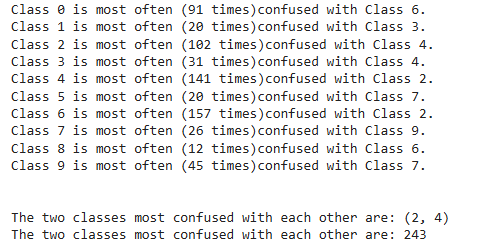 Class 0 is most often (91 times)confused with Class 6.
Class 1 is most often (20 times)confused with Class 3.
Class 2 is most often (102 times)confused with Class 4.
Class 3 is most often (31 times)confused with Class 4.
Class 4 is most often (141 times)confused with Class 2.
Class 5 is most often (20 times)confused with Class 7.
Class 6 is most often (157 times)confused with Class 2.
Class 7 is most often (26 times)confused with Class 9.
Class 8 is most often (12 times)confused with Class 6.
Class 9 is most often (45 times)confused with Class 7.
The two classes most confused with each other are: (2, 4)
The two classes most confused with each other are: 243